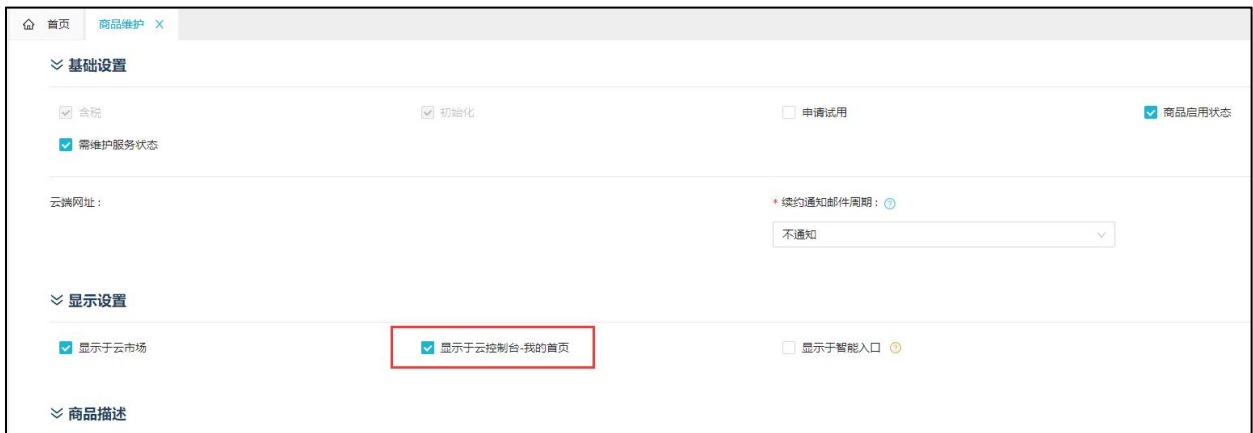 首页 商品维护 X
基础设置
含税 初始化 申请试用 商品启用状态
需维护服务状态
云端网址： * 续约通知邮件周期：
不通知
显示设置
显示于云市场 显示于云控制台-我的首页 显示于智能入口
商品描述